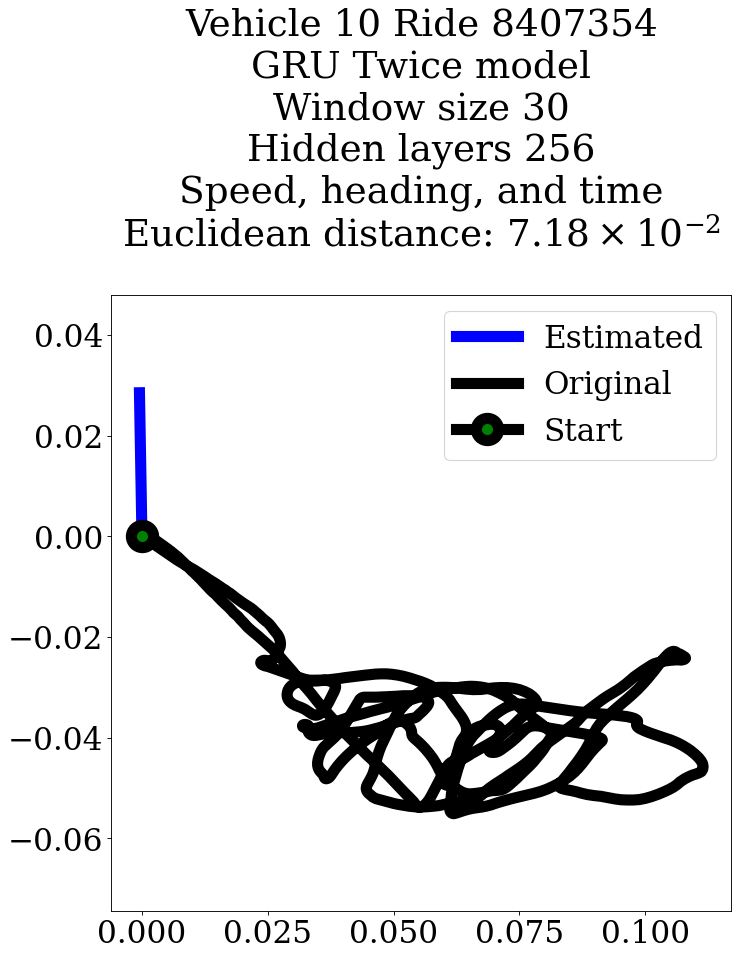 Vehicle 10 Ride 8407354
GRU Twice model
Window size 30
Hidden layers 256
Speed, heading, and time
Euclidean distance: 7.18 × 10⁻²
Estimated
Original
Start
0.04
0.02
0.00
−0.02
−0.04
−0.06
0.000 0.025 0.050 0.075 0.100